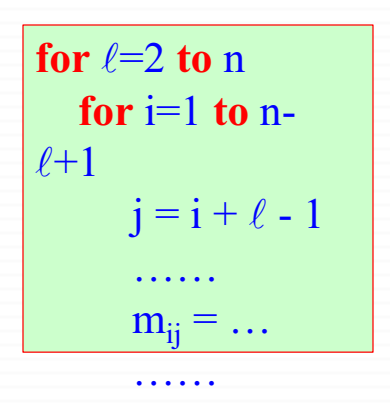 for ℓ=2 to n
for i=1 to n-
ℓ+1
j = i + ℓ - 1
……
mij = …
……